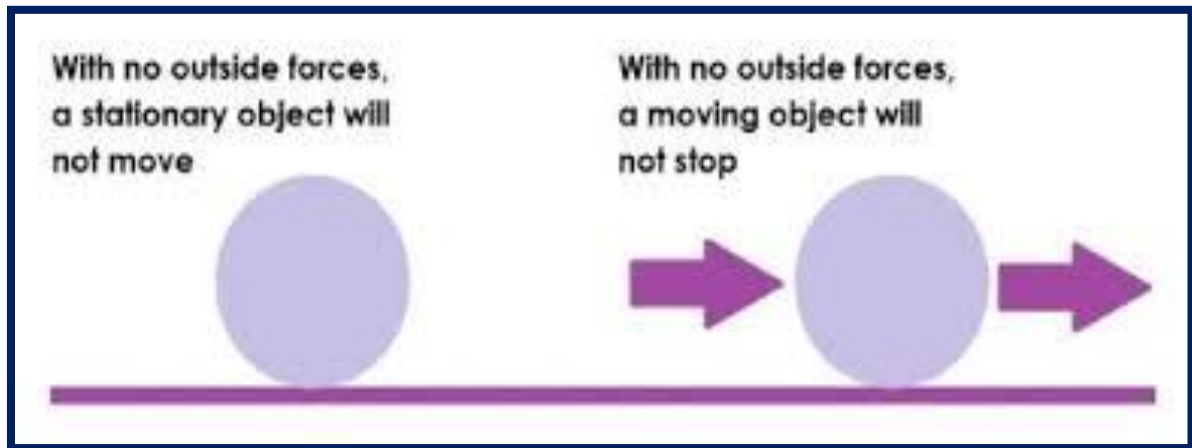 With no outside forces,
a stationary object will
not move
With no outside forces,
a moving object will
not stop